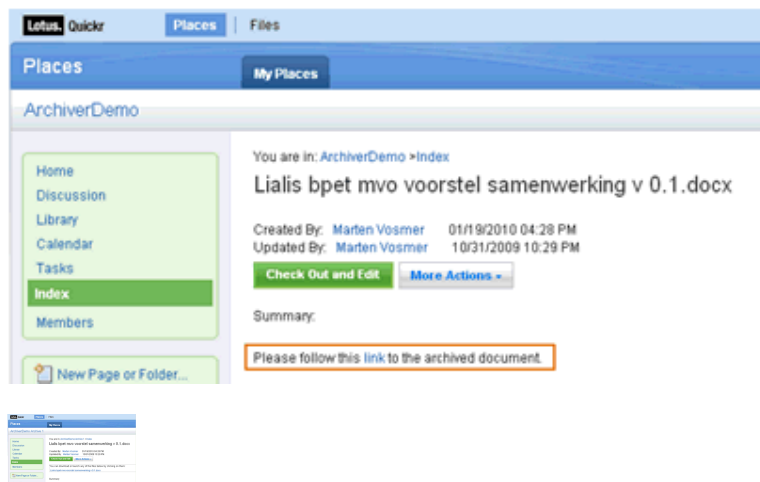 Lotus. Quickr Places Files
Places My Places
ArchiverDemo
Home
Discussion
Library
Calendar
Tasks
Index
Members
New Page or Folder...
You are in: ArchiverDemo >Index
Lialis bpet mvo voorstel samenwerking v 0.1.docx
Created By: Marten Vosmer 01/19/2010 04:28 PM
Updated By: Marten Vosmer 10/31/2009 10:29 PM
Check Out and Edit More Actions
Summary:
Please follow this link to the archived document.